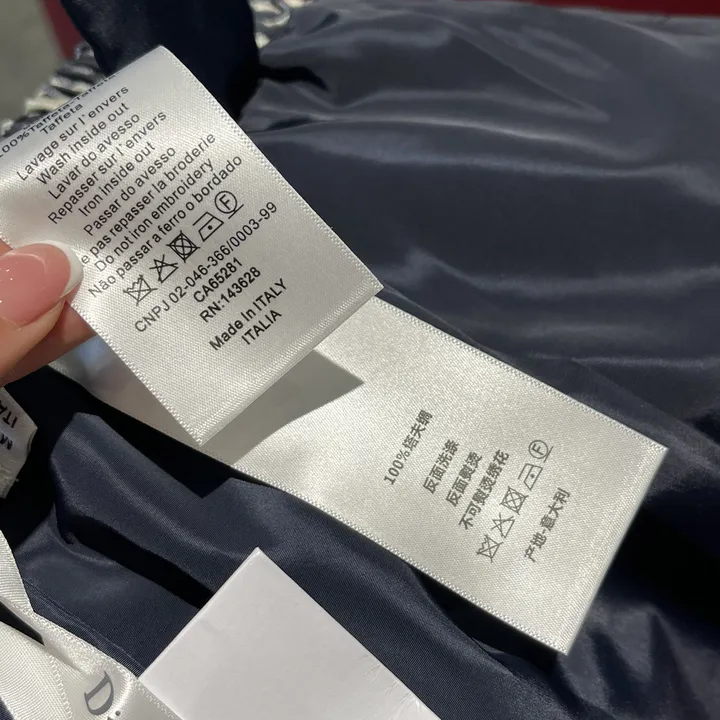 100%Taffetas
Taffeta
Lavage sur l'envers
Wash inside out
Lavar do avesso
Repasser sur l'envers
Iron inside out
Passar do avesso
e pas repasser la broderie
Do not iron embroidery
Não passar a ferro o bordado
CNPJ 02-046-366/0003-99
CA65281
RN:143628
Made in ITALY
ITALIA
100%塔夫绸
反面洗涤
反面熨烫
不可熨烫绣花
产地:意大利
M
ITA
Di